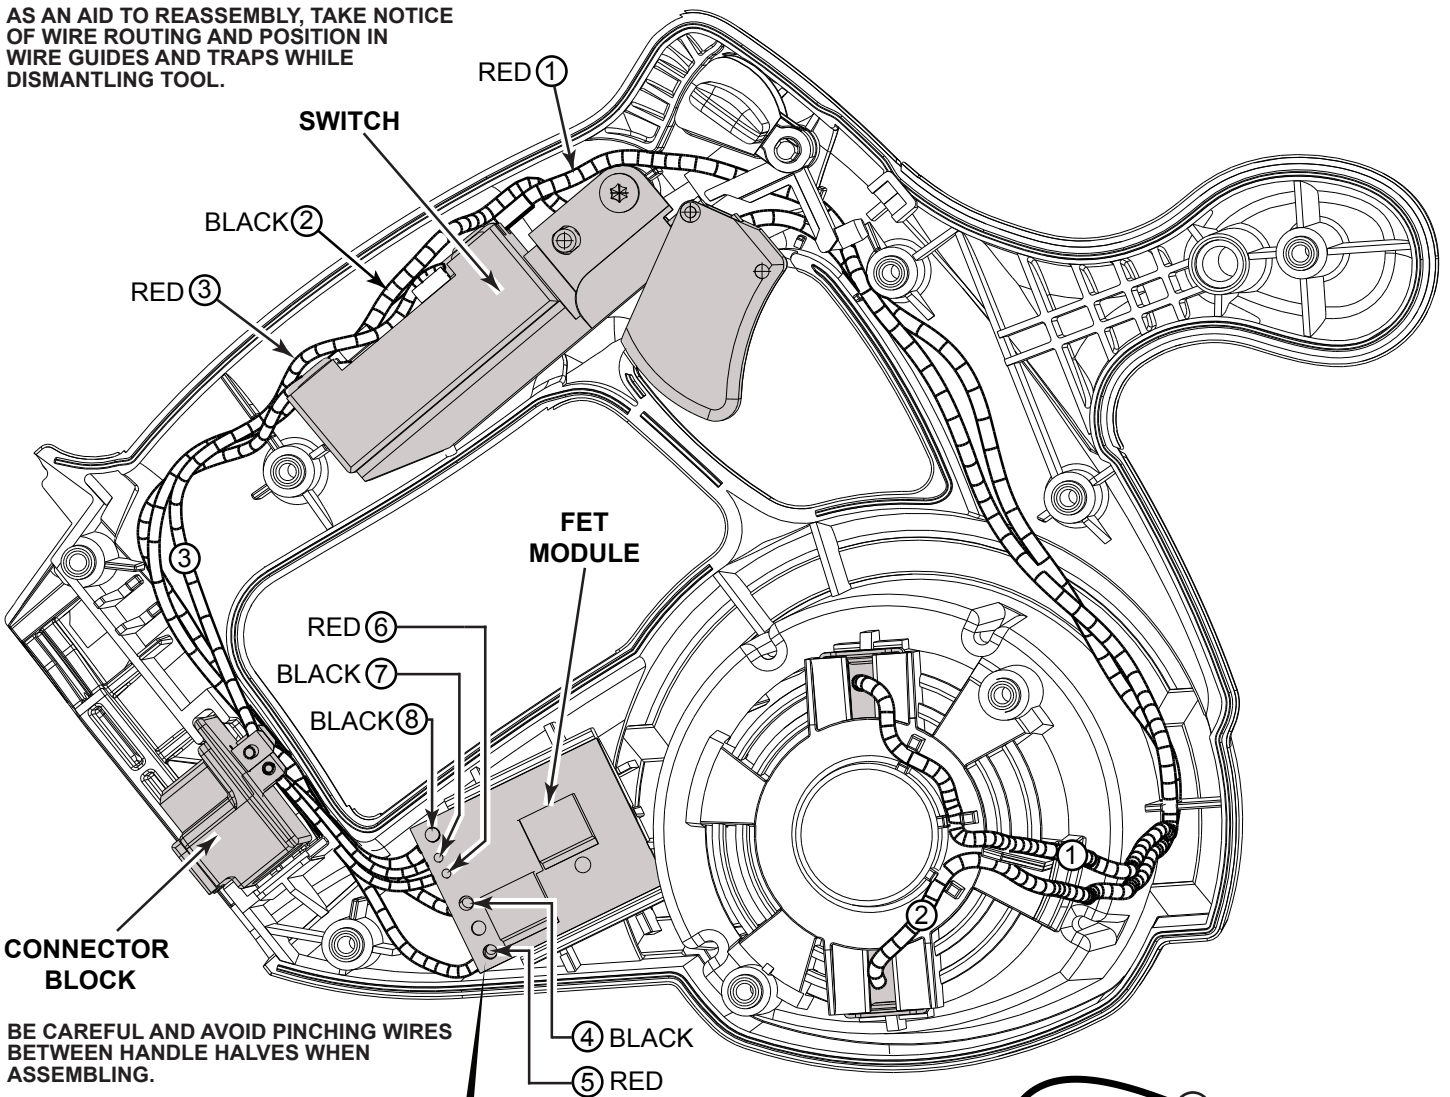 AS AN AID TO REASSEMBLY, TAKE NOTICE
OF WIRE ROUTING AND POSITION IN
WIRE GUIDES AND TRAPS WHILE
DISMANTLING TOOL.
RED 1
SWITCH
BLACK 2
RED 3
3
FET
MODULE
RED 6
BLACK 7
BLACK 8
1
2
CONNECTOR
BLOCK
4 BLACK
5 RED
BE CAREFUL AND AVOID PINCHING WIRES
BETWEEN HANDLE HALVES WHEN
ASSEMBLING.